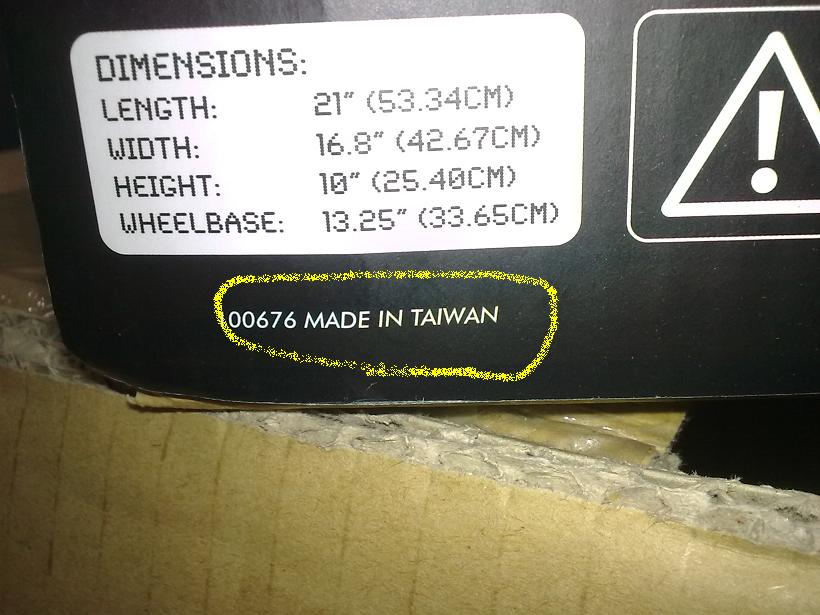 DIMENSIONS:
LENGTH: 21" (53.34CM)
WIDTH: 16.8" (42.67CM)
HEIGHT: 10" (25.40CM)
WHEELBASE: 13.25" (33.65CM)
!
00676 MADE IN TAIWAN